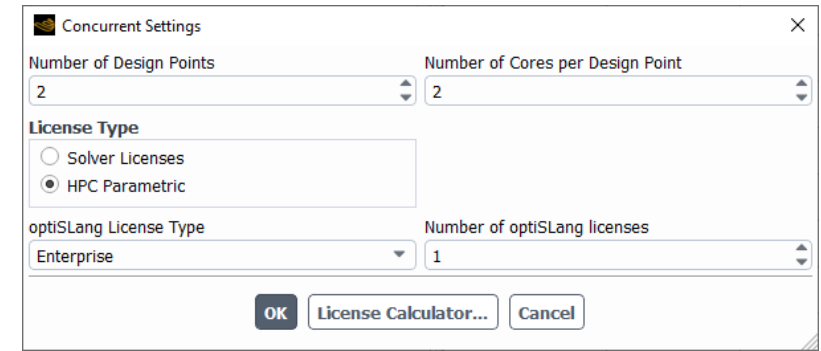 Concurrent Settings
Number of Design Points Number of Cores per Design Point
2 2
License Type
Solver Licenses
HPC Parametric
optiSLang License Type Number of optiSLang licenses
Enterprise 1
OK License Calculator... Cancel